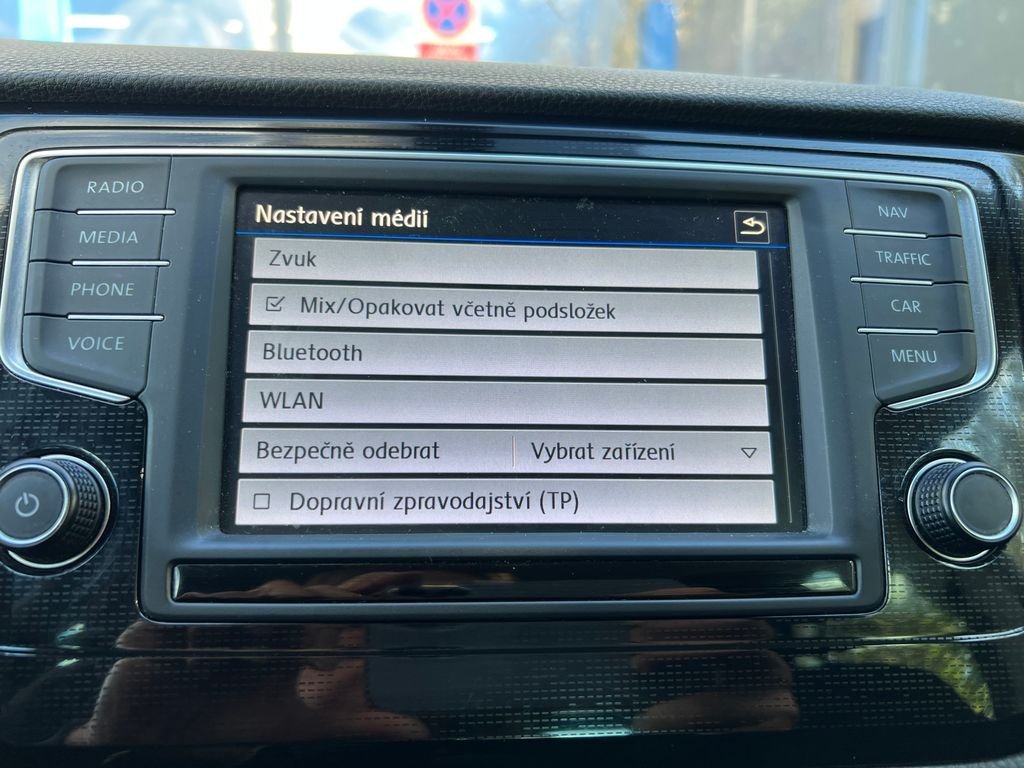 RADIO
MEDIA
PHONE
VOICE
Nastavení médií
Zvuk
Mix/Opakovat včetně podsložek
Bluetooth
WLAN
Bezpečně odebrat Vybrat zařízení
Dopravní zpravodajství (TP)
NAV
TRAFFIC
CAR
MENU